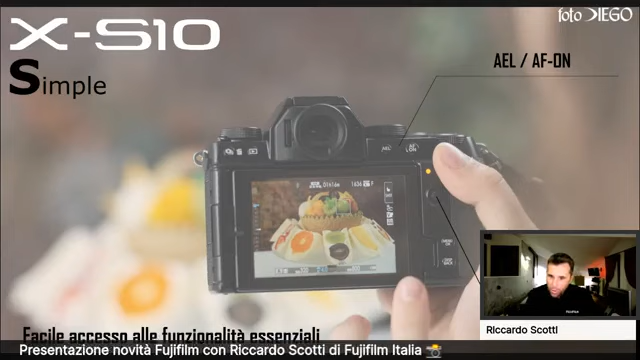 foto DIEGO
X-S10
Simple
AEL / AF-ON
Facile accesso alle funzionalità essenziali
Riccardo Scotti
Presentazione novità Fujifilm con Riccardo Scotti di Fujifilm Italia